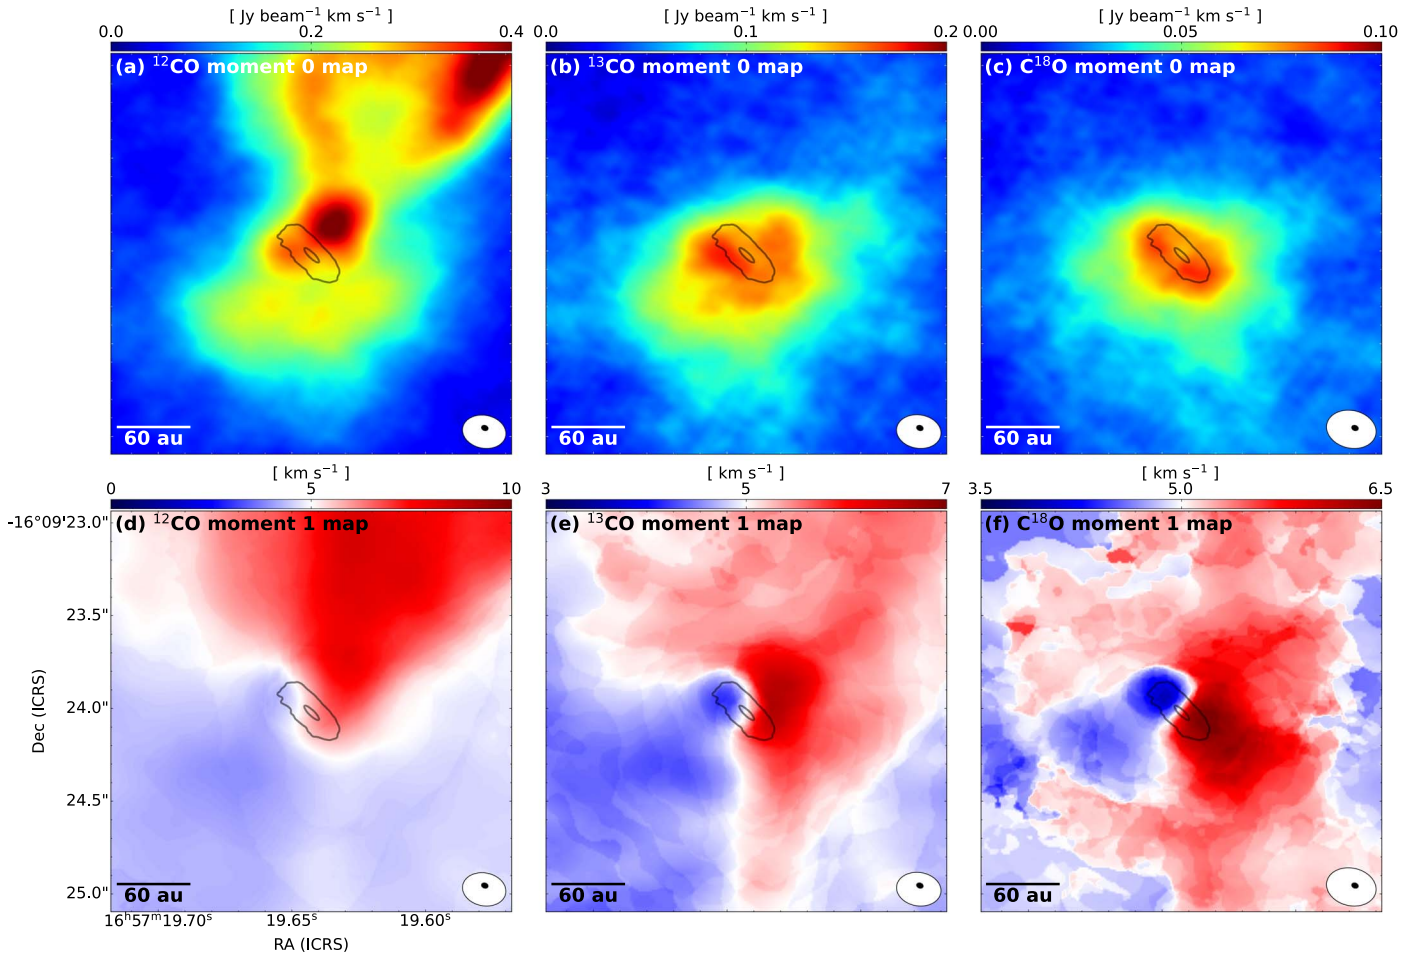 [ Jy beam⁻¹ km s⁻¹ ]
[ Jy beam⁻¹ km s⁻¹ ]
[ Jy beam⁻¹ km s⁻¹ ]
0.0 0.2 0.4
0.0 0.1 0.2
0.00 0.05 0.10
(a) ¹²CO moment 0 map
(b) ¹³CO moment 0 map
(c) C¹⁸O moment 0 map
60 au
60 au
60 au
[ km s⁻¹ ]
[ km s⁻¹ ]
[ km s⁻¹ ]
0 5 10
3 5 7
3.5 5.0 6.5
(d) ¹²CO moment 1 map
(e) ¹³CO moment 1 map
(f) C¹⁸O moment 1 map
-16°09'23.0"
23.5"
24.0"
24.5"
25.0"
Dec (ICRS)
60 au
60 au
60 au
16ʰ57ᵐ19.70ˢ 19.65ˢ 19.60ˢ
RA (ICRS)